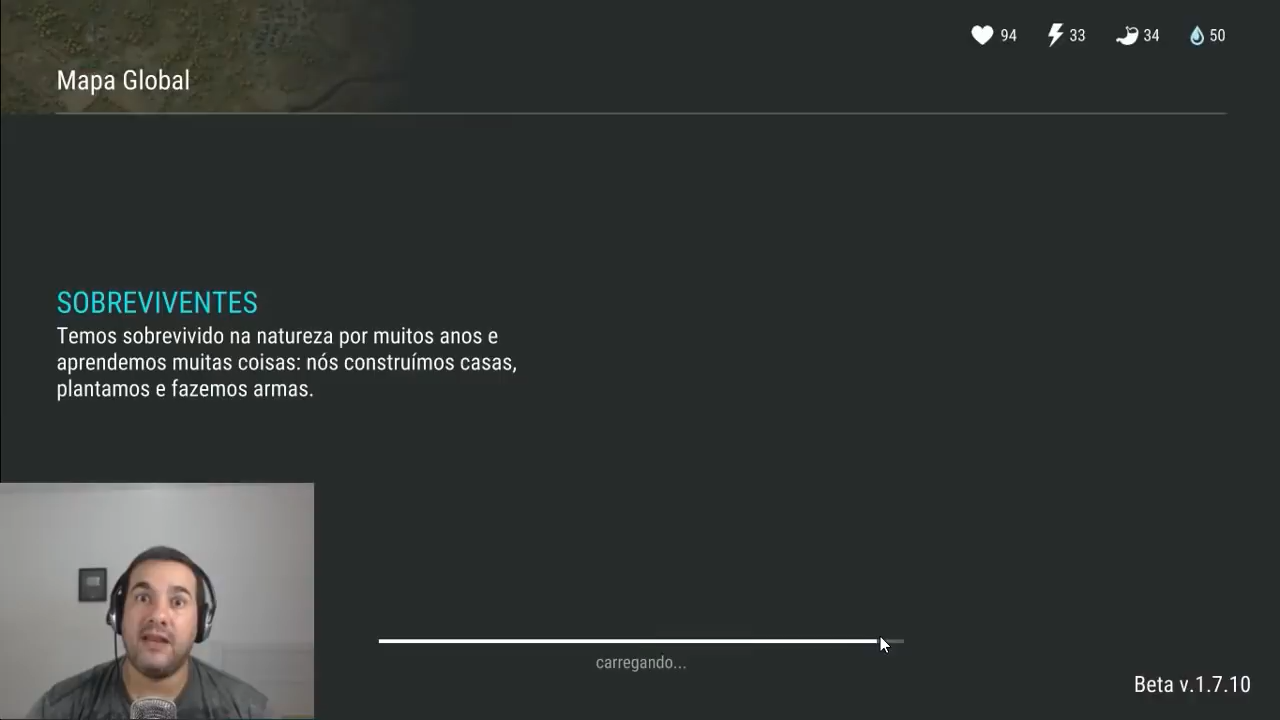 94 33 34 50
Mapa Global
SOBREVIVENTES
Temos sobrevivido na natureza por muitos anos e
aprendemos muitas coisas: nós construímos casas,
plantamos e fazemos armas.
carregando...
Beta v.1.7.10